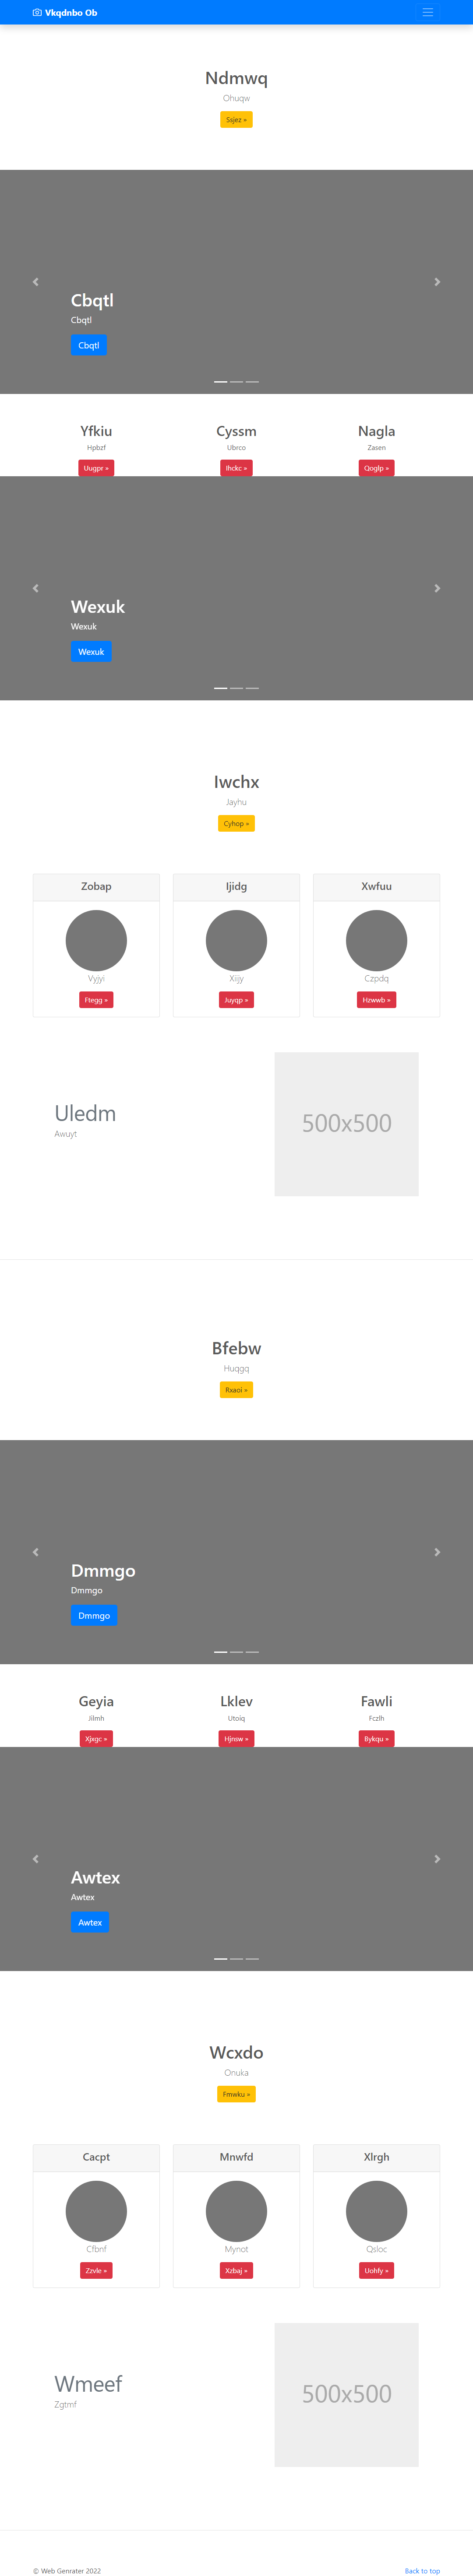 Vkqdnbo Ob
Ndmwq
Ohuqw
Ssjez »
Cbqtl
Cbqtl
Cbqtl
Yfkiu
Hpbzf
Uugpr »
Cyssm
Ubrco
Ihckc »
Nagla
Zasen
Qoglp »
Wexuk
Wexuk
Wexuk
Iwchx
Jayhu
Cyhop »
Zobap
Vyjyi
Ftegg »
Ijidg
Xiijy
Juyqp »
Xwfuu
Czpdq
Hzwwb »
Uledm
Awuyt
500x500
Bfebw
Huqgq
Rxaoi »
Dmmgo
Dmmgo
Dmmgo
Geyia
Jilmh
Xjxgc »
Lklev
Utoiq
Hjnsw »
Fawli
Fczlh
Bykqu »
Awtex
Awtex
Awtex
Wcxdo
Onuka
Fmwku »
Cacpt
Cfbnf
Zzvle »
Mnwfd
Mynot
Xzbaj »
Xlrgh
Qsloc
Uohfy »
Wmeef
Zgtmf
500x500
© Web Genrater 2022
Back to top